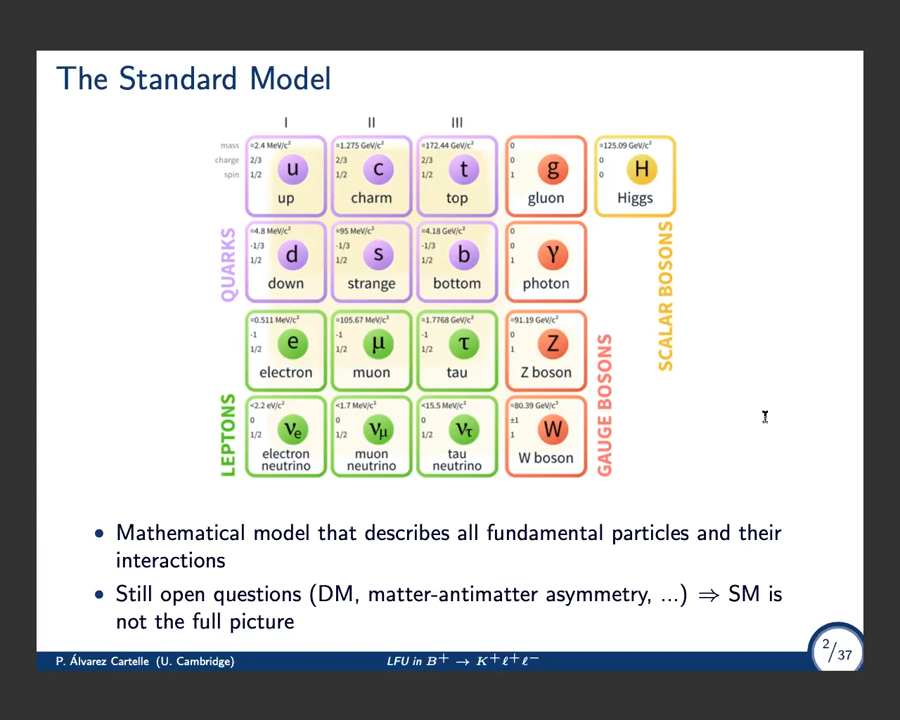 The Standard Model
I II III
mass ≈2.4 MeV/c² ≈1.275 GeV/c² ≈172.44 GeV/c² 0 ≈125.09 GeV/c²
charge 2/3 2/3 2/3 0 0
spin 1/2 1/2 1/2 1 0
u c t g H
up charm top gluon Higgs
QUARKS
≈4.8 MeV/c² ≈95 MeV/c² ≈4.18 GeV/c² 0
-1/3 -1/3 -1/3 0
1/2 1/2 1/2 1
d s b γ
down strange bottom photon
SCALAR BOSONS
≈0.511 MeV/c² ≈105.67 MeV/c² ≈1.7768 GeV/c² ≈91.19 GeV/c²
-1 -1 -1 0
1/2 1/2 1/2 1
e μ τ Z
electron muon tau Z boson
LEPTONS
GAUGE BOSONS
<2.2 eV/c² <1.7 MeV/c² <15.5 MeV/c² ≈80.39 GeV/c²
0 0 0 ±1
1/2 1/2 1/2 1
νe νμ ντ W
electron muon tau W boson
neutrino neutrino neutrino
• Mathematical model that describes all fundamental particles and their
interactions
• Still open questions (DM, matter-antimatter asymmetry, ...) ⇒ SM is
not the full picture
P. Álvarez Cartelle (U. Cambridge) LFU in B⁺ → K⁺ℓ⁺ℓ⁻ 2/37